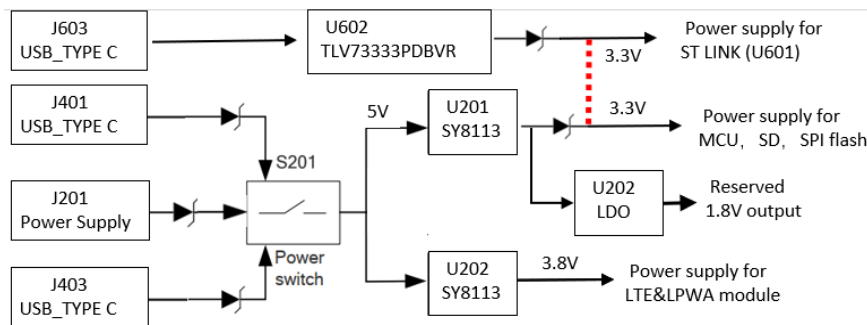 J603
USB_TYPE C
U602
TLV73333PDBVR
Power supply for
ST LINK (U601)
3.3V
J401
USB_TYPE C
5V
U201
SY8113
3.3V
Power supply for
MCU, SD, SPI flash
S201
J201
Power Supply
U202
LDO
Reserved
1.8V output
Power
switch
J403
USB_TYPE C
U202
SY8113
3.8V
Power supply for
LTE&LPWA module